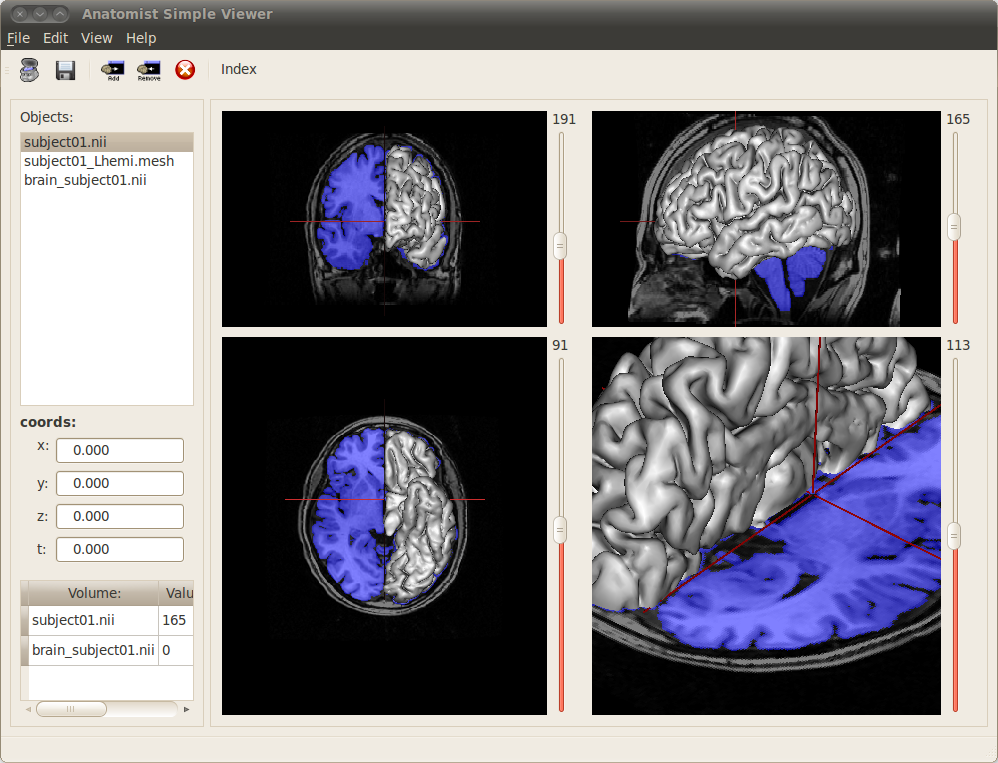 Anatomist Simple Viewer
File Edit View Help
Add Remove Index
Objects:
subject01.nii
subject01_Lhemi.mesh
brain_subject01.nii
191
165
91
113
coords:
x: 0.000
y: 0.000
z: 0.000
t: 0.000
Volume: Valu
subject01.nii 165
brain_subject01.nii 0